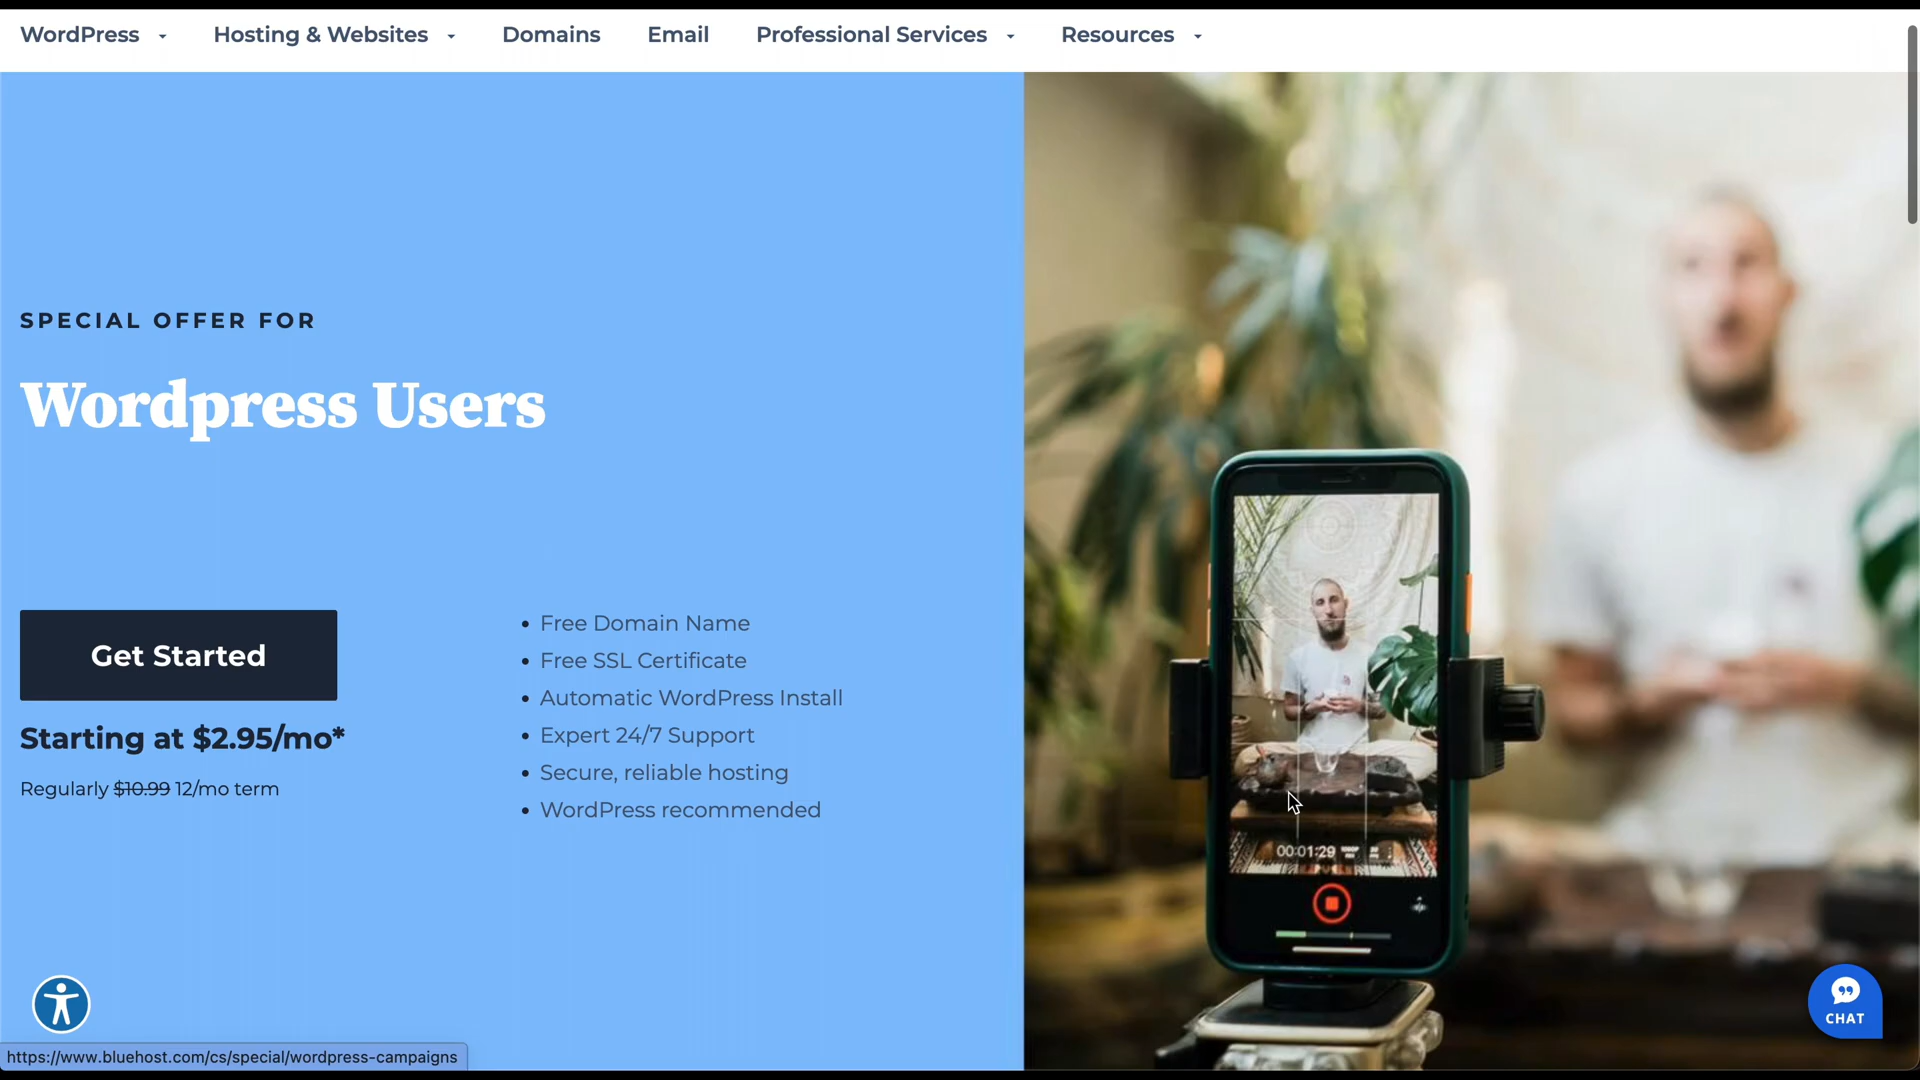 WordPress Hosting & Websites Domains Email Professional Services Resources
SPECIAL OFFER FOR
Wordpress Users
Get Started
Starting at $2.95/mo*
Regularly $10.99 12/mo term
Free Domain Name
Free SSL Certificate
Automatic WordPress Install
Expert 24/7 Support
Secure, reliable hosting
WordPress recommended
00:01:29
CHAT
https://www.bluehost.com/cs/special/wordpress-campaigns